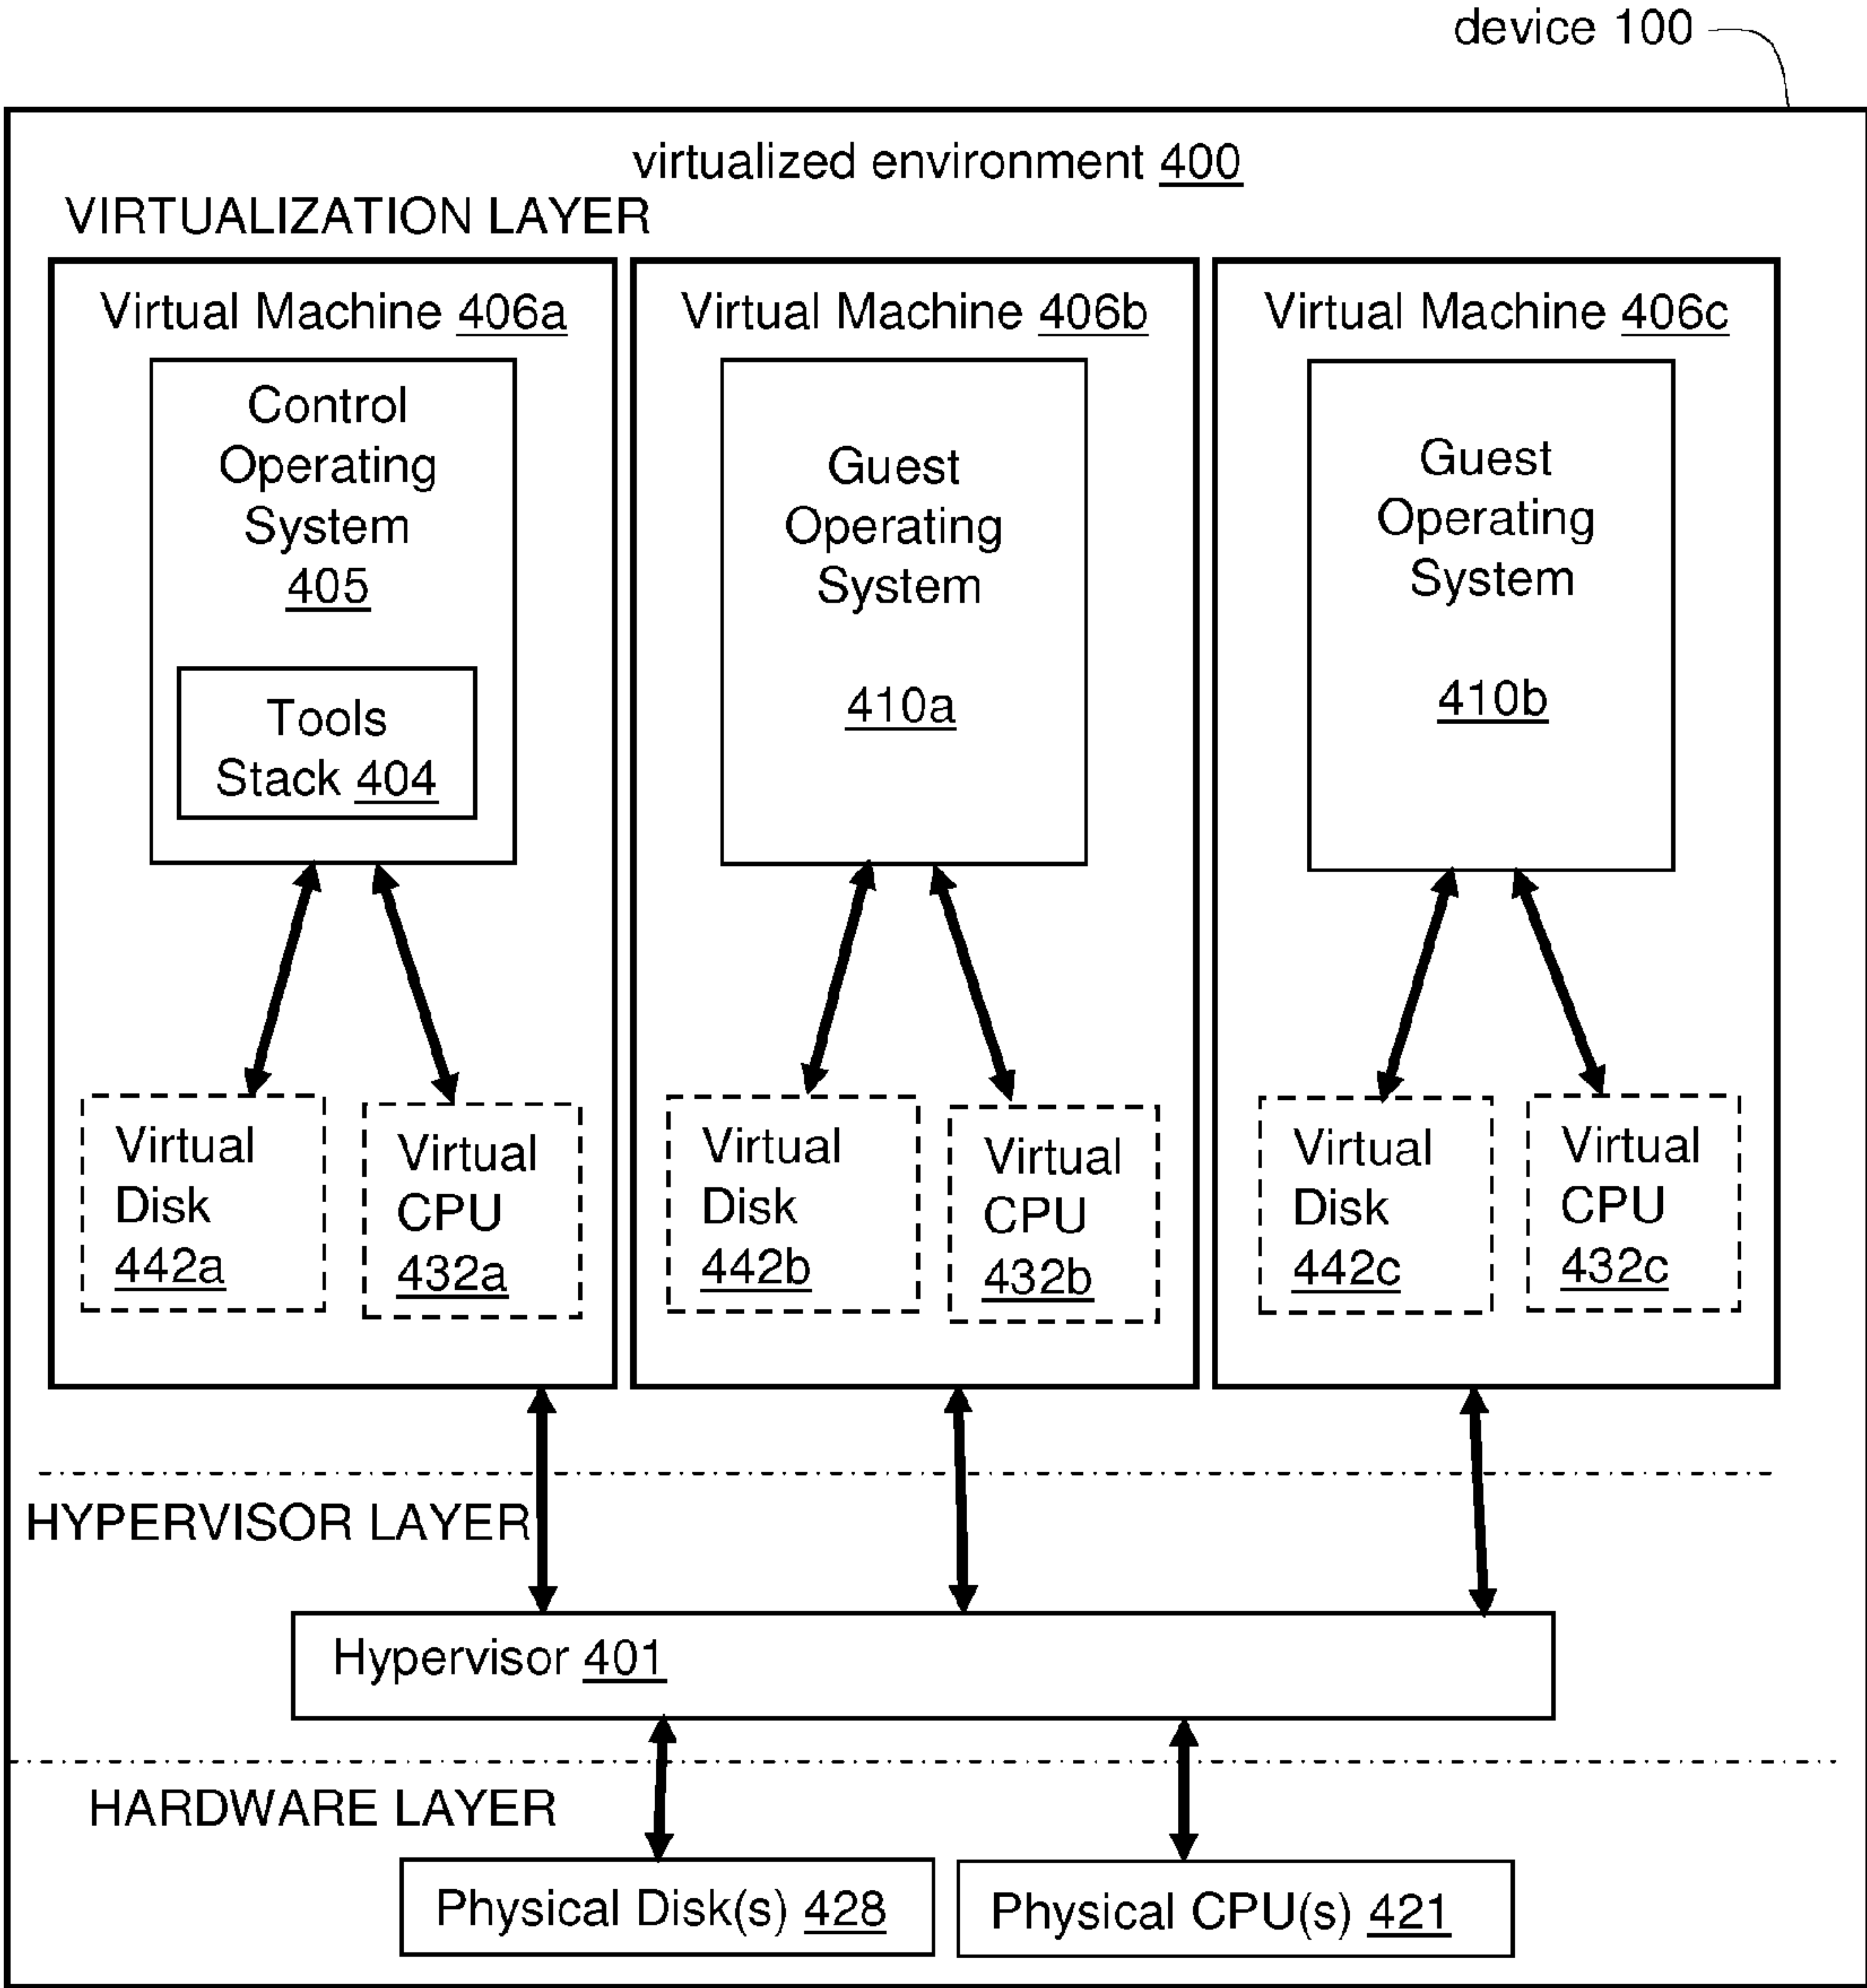 device 100
virtualized environment 400
VIRTUALIZATION LAYER
Virtual Machine 406a
Control
Operating
System
405
Tools
Stack 404
Virtual
Disk
442a
Virtual
CPU
432a
Virtual Machine 406b
Guest
Operating
System
410a
Virtual
Disk
442b
Virtual
CPU
432b
Virtual Machine 406c
Guest
Operating
System
410b
Virtual
Disk
442c
Virtual
CPU
432c
HYPERVISOR LAYER
Hypervisor 401
HARDWARE LAYER
Physical Disk(s) 428
Physical CPU(s) 421